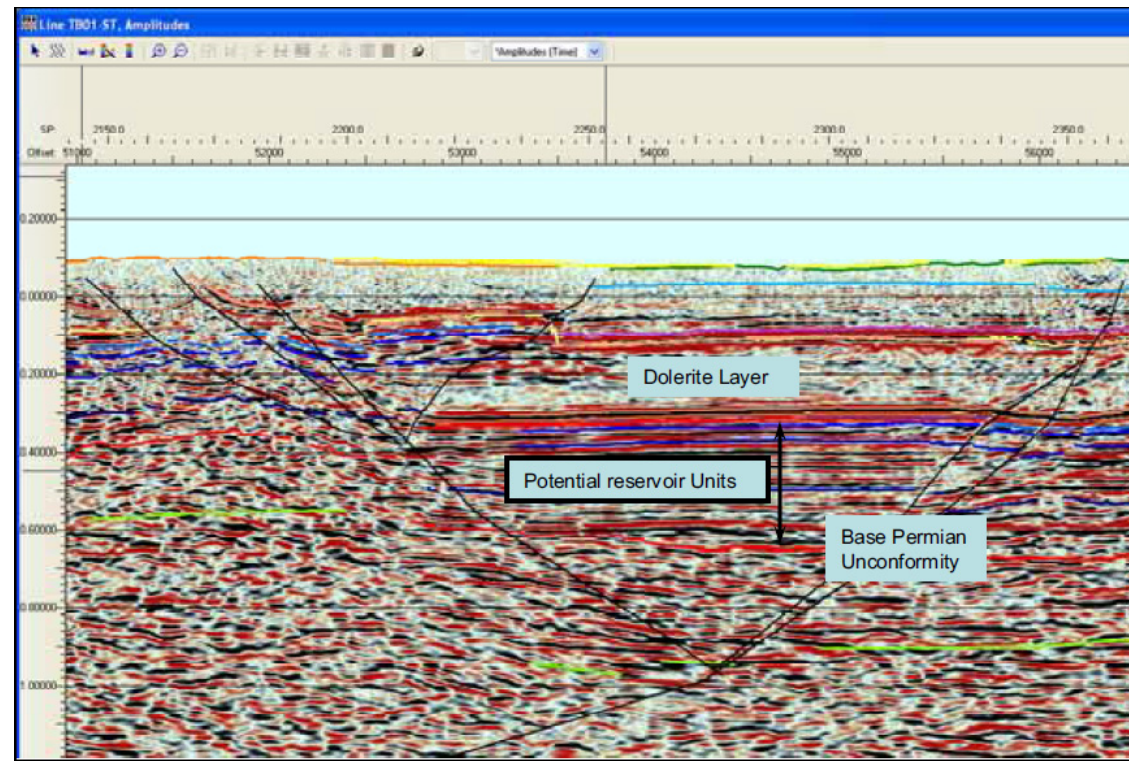 Line TB01-ST, Amplitudes
*Amplitudes (Time)
SP: 2150.0 2200.0 2250.0 2300.0 2350.0
Offset: 51000 52000 53000 54000 55000 56000
0.20000
0.00000
0.20000
Dolerite Layer
0.40000
Potential reservoir Units
0.60000
Base Permian
Unconformity
0.80000
1.00000